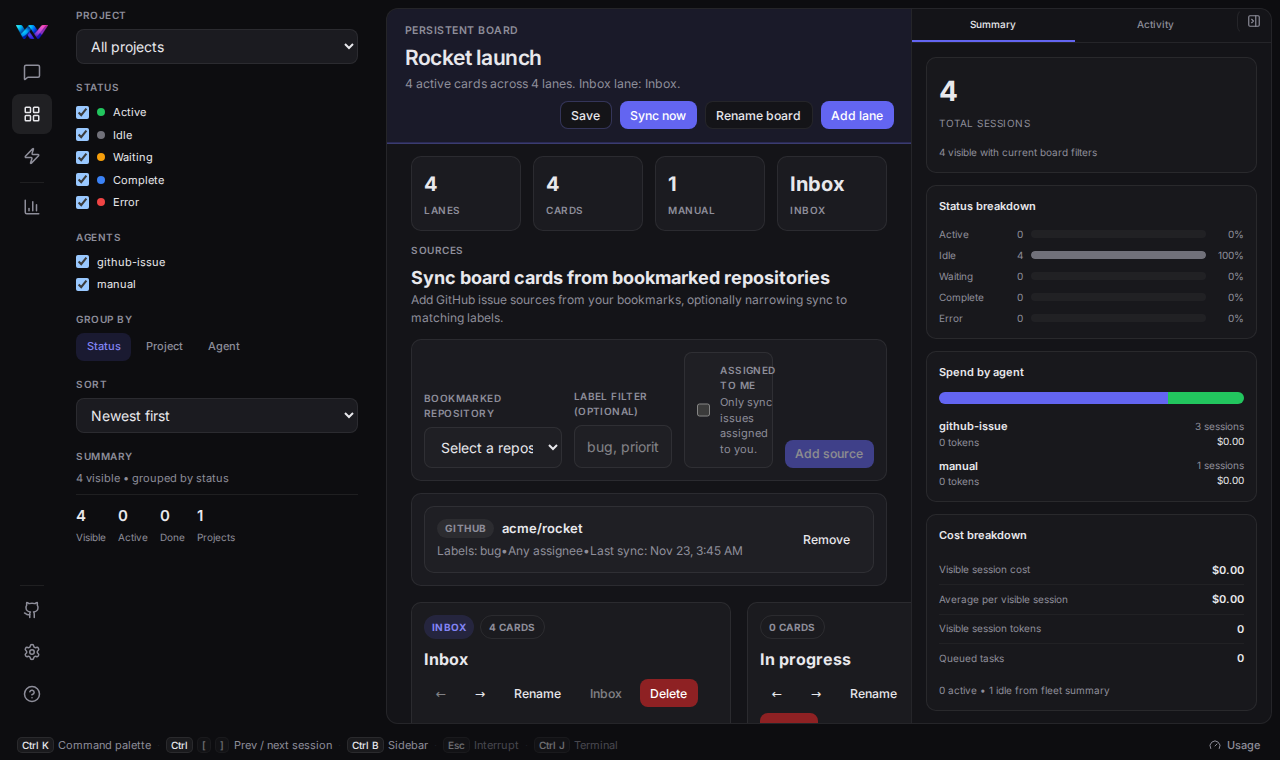 PROJECT
All projects
STATUS
Active
Idle
Waiting
Complete
Error
AGENTS
github-issue
manual
GROUP BY
Status Project Agent
SORT
Newest first
SUMMARY
4 visible • grouped by status
4 0 0 1
Visible Active Done Projects
PERSISTENT BOARD
Rocket launch
4 active cards across 4 lanes. Inbox lane: Inbox.
Save Sync now Rename board Add lane
4 4 1 Inbox
LANES CARDS MANUAL INBOX
SOURCES
Sync board cards from bookmarked repositories
Add GitHub issue sources from your bookmarks, optionally narrowing sync to
matching labels.
BOOKMARKED
REPOSITORY
Select a repos
LABEL FILTER
(OPTIONAL)
bug, priorit
ASSIGNED
TO ME
Only sync
issues
assigned
to you.
Add source
GITHUB acme/rocket
Labels: bug•Any assignee•Last sync: Nov 23, 3:45 AM
Remove
INBOX 4 CARDS
Inbox
← → Rename Inbox Delete
0 CARDS
In progress
← → Rename
Summary Activity
4
TOTAL SESSIONS
4 visible with current board filters
Status breakdown
Active 0 0%
Idle 4 100%
Waiting 0 0%
Complete 0 0%
Error 0 0%
Spend by agent
github-issue 3 sessions
0 tokens $0.00
manual 1 sessions
0 tokens $0.00
Cost breakdown
Visible session cost $0.00
Average per visible session $0.00
Visible session tokens 0
Queued tasks 0
0 active • 1 idle from fleet summary
Ctrl K Command palette Ctrl [ ] Prev / next session Ctrl B Sidebar Esc Interrupt Ctrl J Terminal Usage